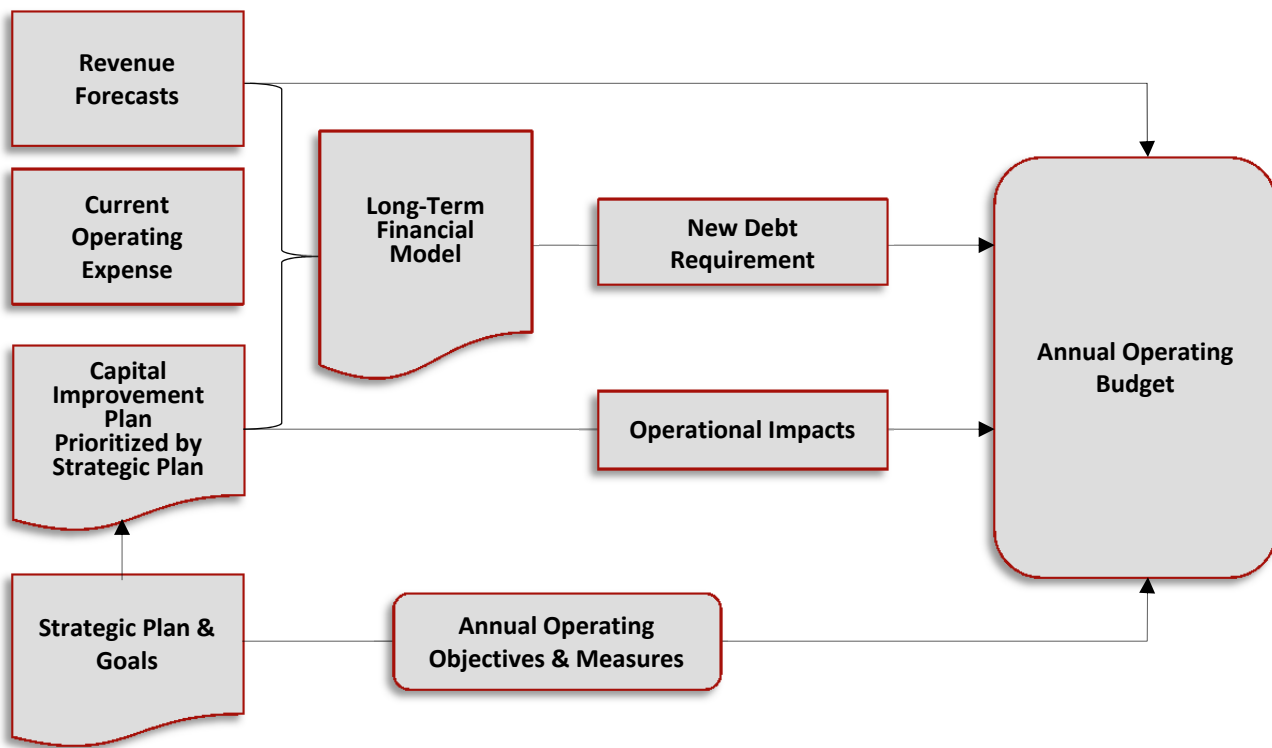 Revenue
Forecasts
Current
Operating
Expense
Long-Term
Financial
Model
New Debt
Requirement
Annual Operating
Budget
Capital
Improvement
Plan
Prioritized by
Strategic Plan
Operational Impacts
Strategic Plan &
Goals
Annual Operating
Objectives & Measures